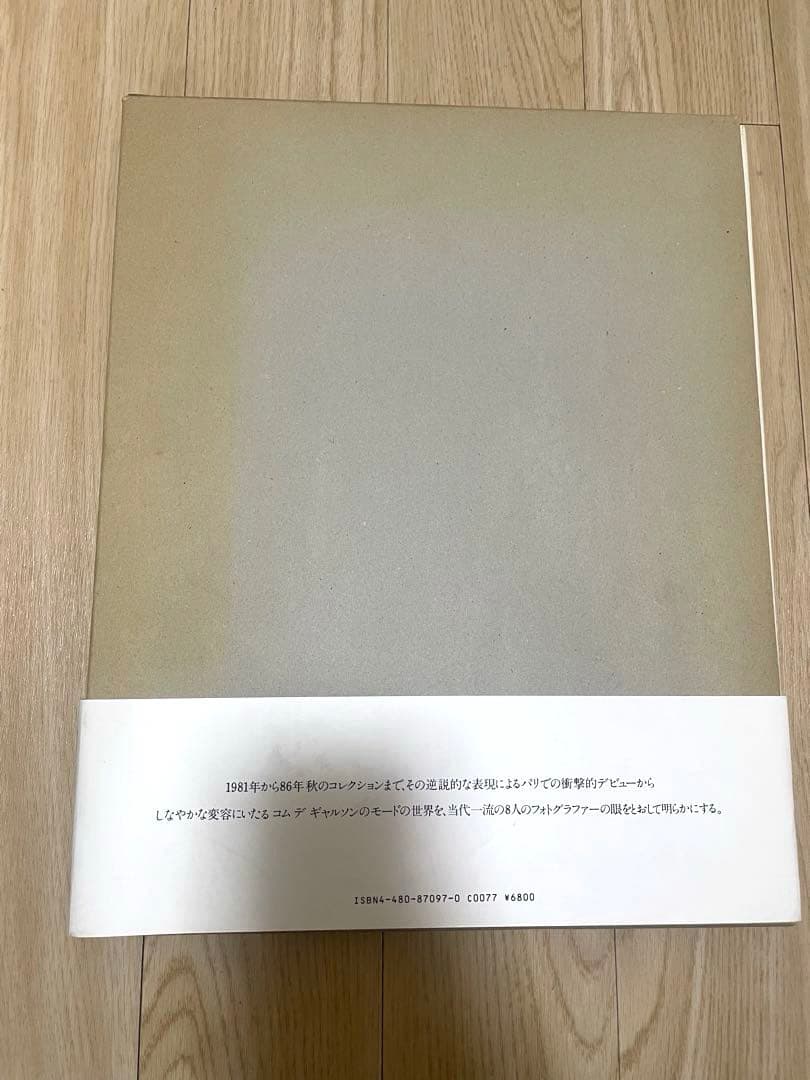 1981年から86年秋のコレクションまで、その逆説的な表現によるパリでの衝撃的デビューから
しなやかな変容にいたる コム デ ギャルソンのモードの世界を、当代一流の8人のフォトグラファーの眼をとおして明らかにする。
ISBN4-480-87097-0 C0077 ¥6800